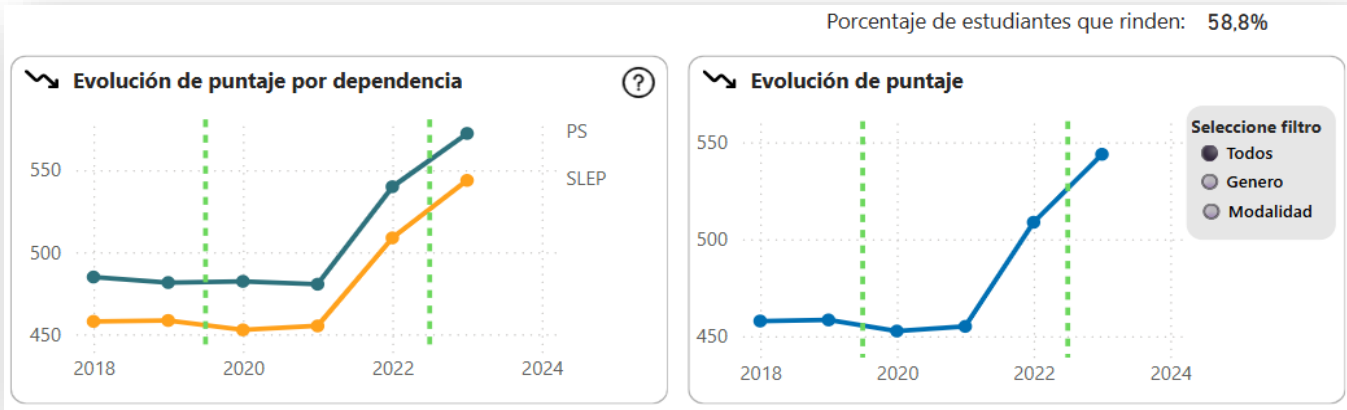 Porcentaje de estudiantes que rinden: 58,8%
Evolución de puntaje por dependencia
?
550
500
450
2018
2020
2022
2024
PS
SLEP
Evolución de puntaje
550
500
450
2018
2020
2022
2024
Seleccione filtro
Todos
Genero
Modalidad